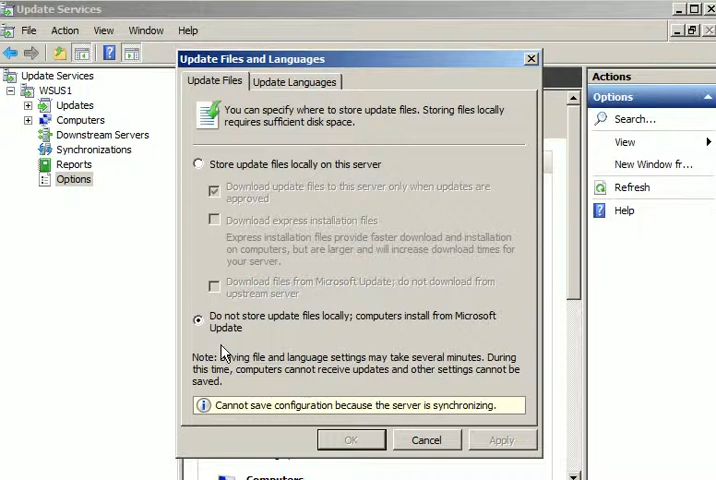 Update Services
File Action View Window Help
Update Services
WSUS1
Updates
Computers
Downstream Servers
Synchronizations
Reports
Options
Update Files and Languages
Update Files
Update Languages
You can specify where to store update files. Storing files locally
requires sufficient disk space.
Store update files locally on this server
Download update files to this server only when updates are
approved
Download express installation files
Express installation files provide faster download and installation
on computers, but are larger and will increase download times for
your server.
Download files from Microsoft Update; do not download from
upstream server
Do not store update files locally; computers install from Microsoft
Update
Note: ving file and language settings may take several minutes. During
this time, computers cannot receive updates and other settings cannot be
saved.
Cannot save configuration because the server is synchronizing.
OK Cancel Apply
Computers
Actions
Options
Search...
View
New Window fr...
Refresh
Help